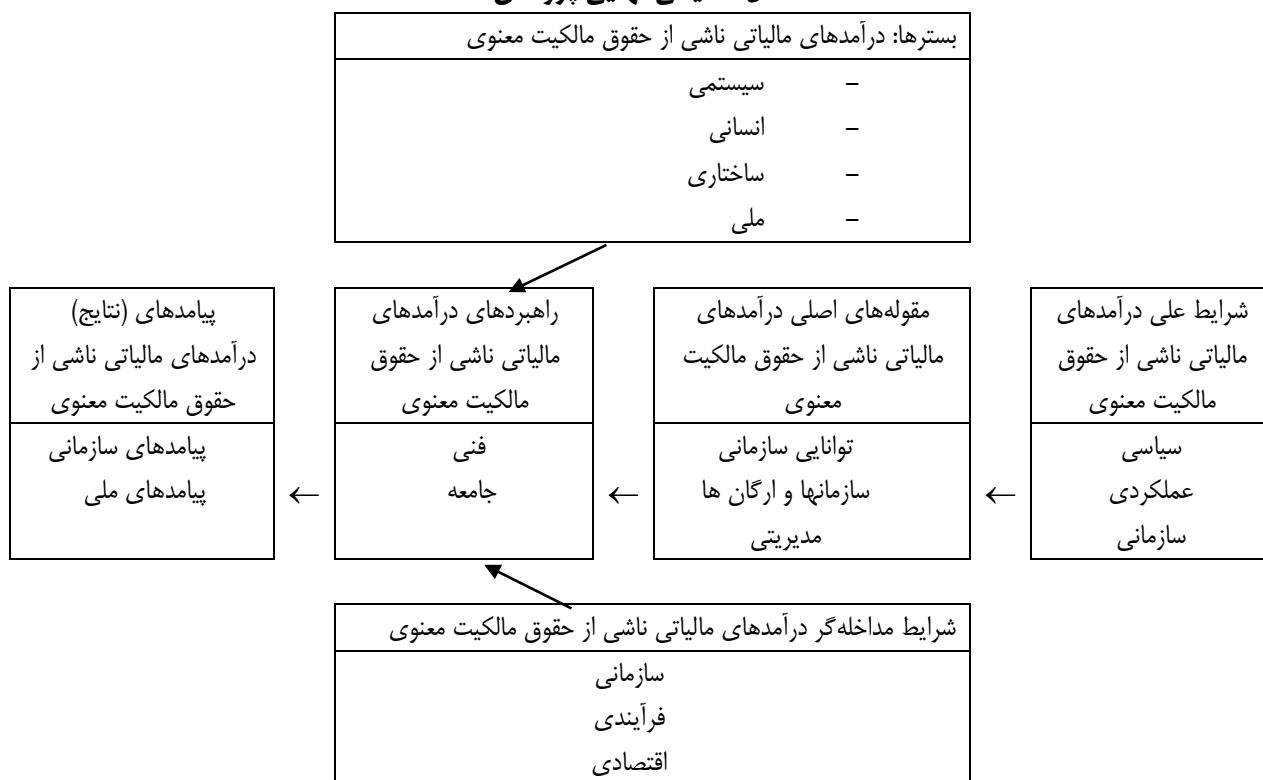 بسترها: درآمدهای مالیاتی ناشی از حقوق مالکیت معنوی
– سیستمی
– انسانی
– ساختاری
– ملی
شرایط علی درآمدهای
مالیاتی ناشی از حقوق
مالکیت معنوی
سیاسی
عملکردی
سازمانی
←
مقوله‌های اصلی درآمدهای
مالیاتی ناشی از حقوق مالکیت
معنوی
توانایی سازمانی
سازمانها و ارگان ها
مدیریتی
←
راهبردهای درآمدهای
مالیاتی ناشی از حقوق
مالکیت معنوی
فنی
جامعه
←
پیامدهای (نتایج)
درآمدهای مالیاتی ناشی از
حقوق مالکیت معنوی
پیامدهای سازمانی
پیامدهای ملی
شرایط مداخله‌گر درآمدهای مالیاتی ناشی از حقوق مالکیت معنوی
سازمانی
فرآیندی
اقتصادی